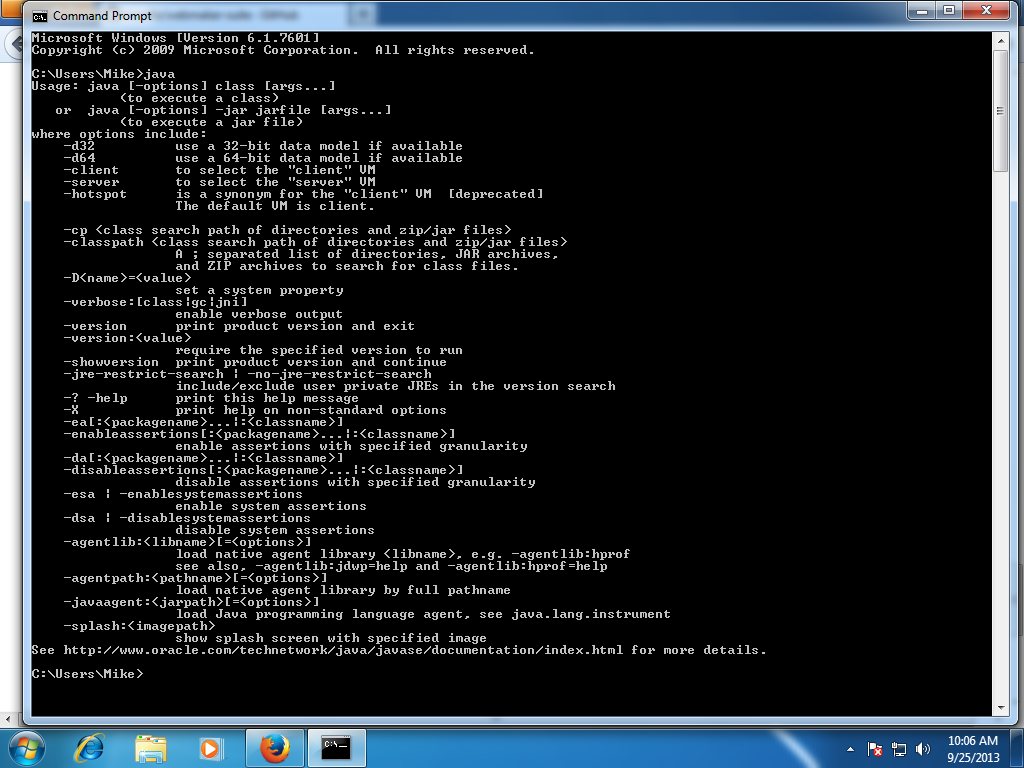 Command Prompt
Microsoft Windows [Version 6.1.7601]
Copyright (c) 2009 Microsoft Corporation.  All rights reserved.
C:\Users\Mike>java
Usage: java [-options] class [args...]
           (to execute a class)
   or  java [-options] -jar jarfile [args...]
           (to execute a jar file)
where options include:
    -d32          use a 32-bit data model if available
    -d64          use a 64-bit data model if available
    -client       to select the "client" VM
    -server       to select the "server" VM
    -hotspot      is a synonym for the "client" VM  [deprecated]
                  The default VM is client.
    -cp <class search path of directories and zip/jar files>
    -classpath <class search path of directories and zip/jar files>
                  A ; separated list of directories, JAR archives,
                  and ZIP archives to search for class files.
    -D<name>=<value>
                  set a system property
    -verbose:[class|gc|jni]
                  enable verbose output
    -version      print product version and exit
    -version:<value>
                  require the specified version to run
    -showversion  print product version and continue
    -jre-restrict-search | -no-jre-restrict-search
                  include/exclude user private JREs in the version search
    -? -help      print this help message
    -X            print help on non-standard options
    -ea[:<packagename>...|:<classname>]
    -enableassertions[:<packagename>...|:<classname>]
                  enable assertions with specified granularity
    -da[:<packagename>...|:<classname>]
    -disableassertions[:<packagename>...|:<classname>]
                  disable assertions with specified granularity
    -esa | -enablesystemassertions
                  enable system assertions
    -dsa | -disablesystemassertions
                  disable system assertions
    -agentlib:<libname>[=<options>]
                  load native agent library <libname>, e.g. -agentlib:hprof
                  see also, -agentlib:jdwp=help and -agentlib:hprof=help
    -agentpath:<pathname>[=<options>]
                  load native agent library by full pathname
    -javaagent:<jarpath>[=<options>]
                  load Java programming language agent, see java.lang.instrument
    -splash:<imagepath>
                  show splash screen with specified image
See http://www.oracle.com/technetwork/java/javase/documentation/index.html for more details.
C:\Users\Mike>
10:06 AM
9/25/2013